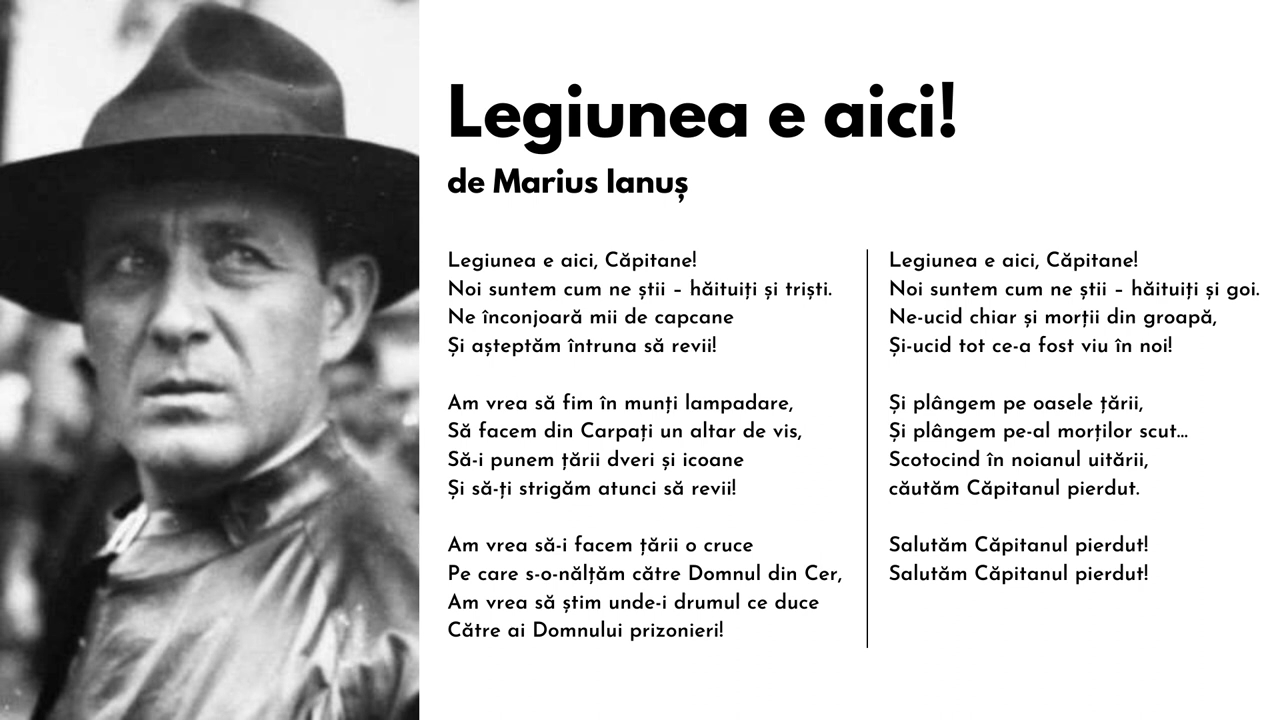 Legiunea e aici!
de Marius Ianuș
Legiunea e aici, Căpitane!
Noi suntem cum ne știi – hăituiți și triști.
Ne înconjoară mii de capcane
Și așteptăm întruna să revii!
Am vrea să fim în munți lampadare,
Să facem din Carpați un altar de vis,
Să-i punem țării dveri și icoane
Și să-ți strigăm atunci să revii!
Am vrea să-i facem țării o cruce
Pe care s-o-nălțăm către Domnul din Cer,
Am vrea să știm unde-i drumul ce duce
Către ai Domnului prizonieri!
Legiunea e aici, Căpitane!
Noi suntem cum ne știi – hăituiți și goi.
Ne-ucid chiar și morții din groapă,
Și-ucid tot ce-a fost viu în noi!
Și plângem pe oasele țării,
Și plângem pe-al morților scut...
Scotocind în noianul uitării,
căutăm Căpitanul pierdut.
Salutăm Căpitanul pierdut!
Salutăm Căpitanul pierdut!